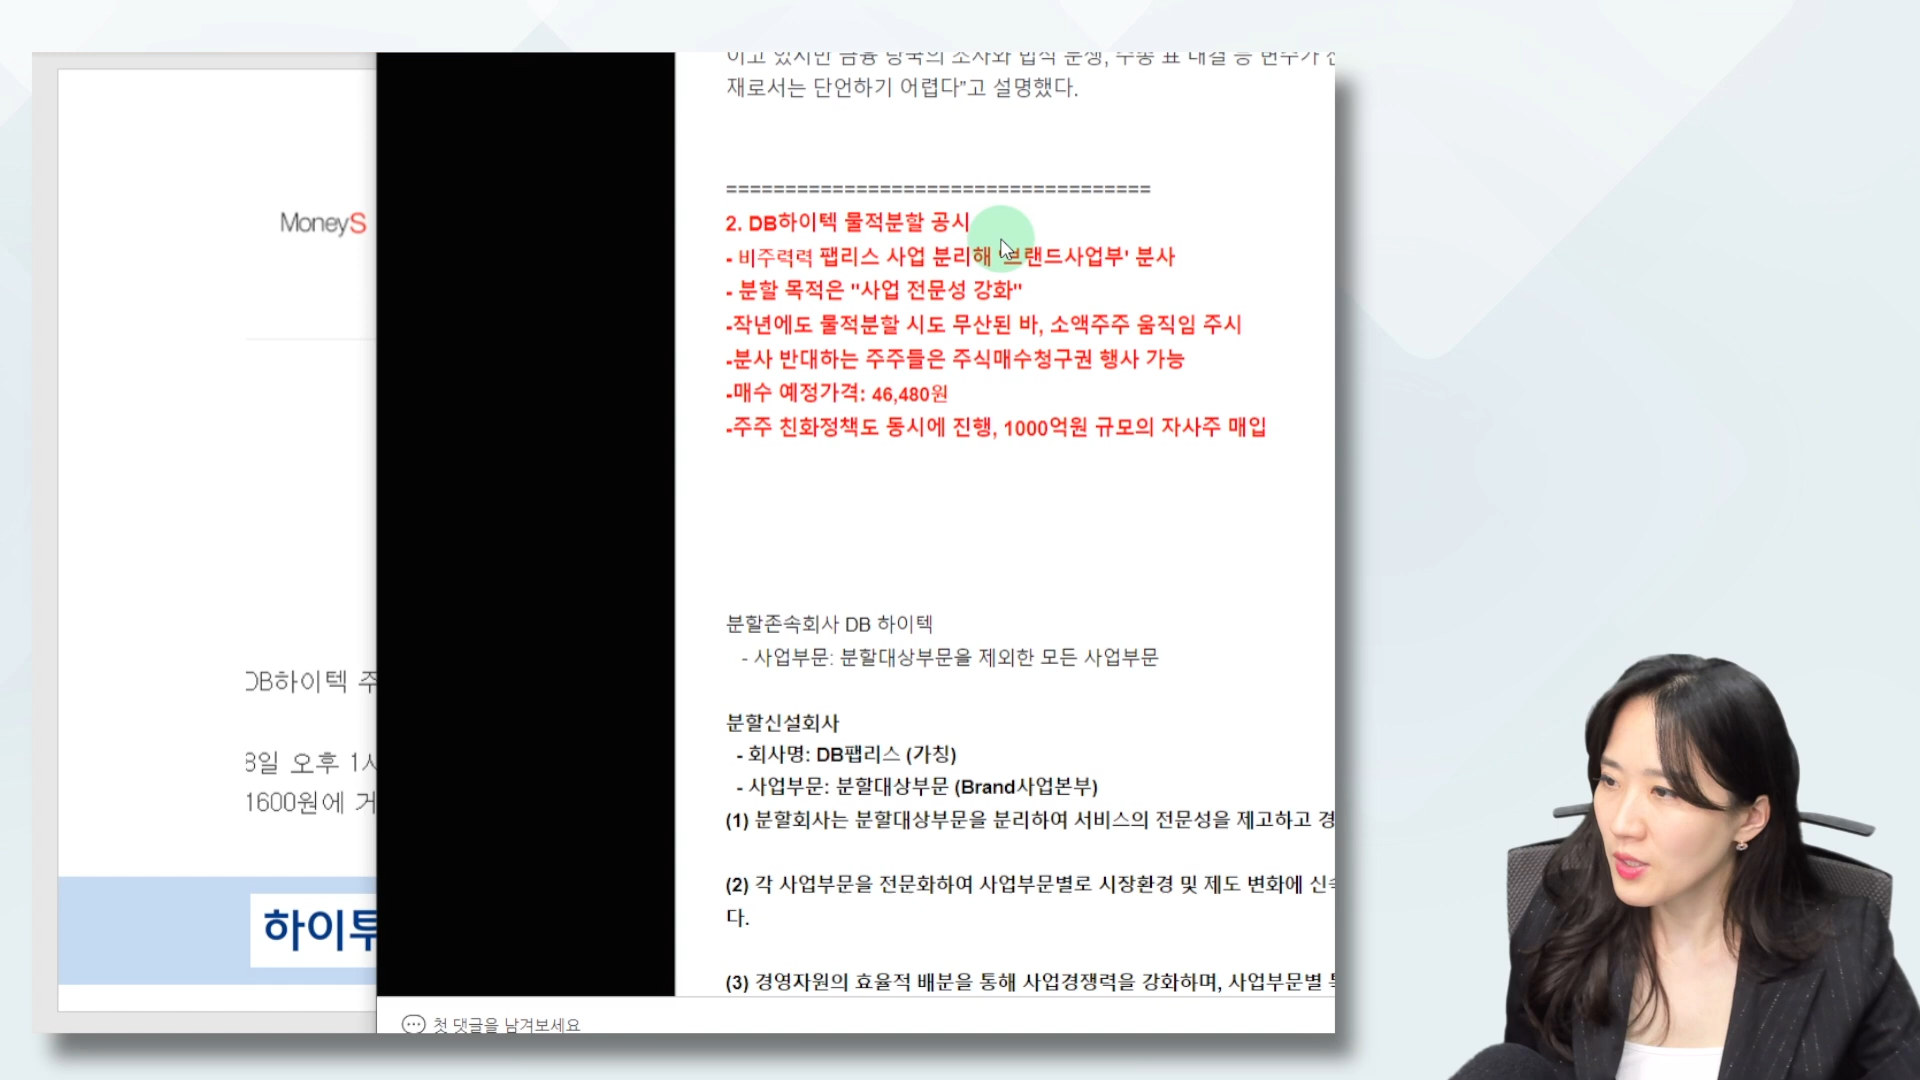 MoneyS
DB하이텍 주
8일 오후 1시
1600원에 거
하이투
재로서는 단언하기 어렵다”고 설명했다.
====================================
2. DB하이텍 물적분할 공시
- 비주력력 팹리스 사업 분리해 '브랜드사업부' 분사
- 분할 목적은 "사업 전문성 강화"
-작년에도 물적분할 시도 무산된 바, 소액주주 움직임 주시
-분사 반대하는 주주들은 주식매수청구권 행사 가능
-매수 예정가격: 46,480원
-주주 친화정책도 동시에 진행, 1000억원 규모의 자사주 매입
분할존속회사 DB 하이텍
- 사업부문: 분할대상부문을 제외한 모든 사업부문
분할신설회사
- 회사명: DB팹리스 (가칭)
- 사업부문: 분할대상부문 (Brand사업본부)
(1) 분할회사는 분할대상부문을 분리하여 서비스의 전문성을 제고하고 경
(2) 각 사업부문을 전문화하여 사업부문별로 시장환경 및 제도 변화에 신속
다.
(3) 경영자원의 효율적 배분을 통해 사업경쟁력을 강화하며, 사업부문별
첫 댓글을 남겨보세요